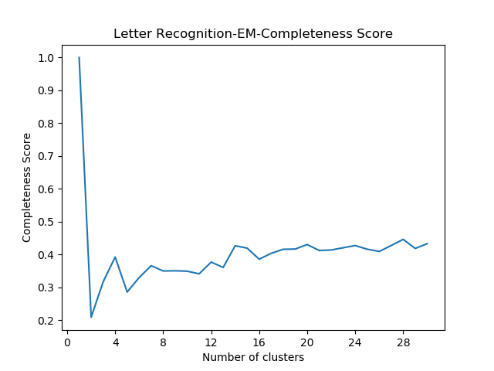 Letter Recognition-EM-Completeness Score
Completeness Score
1.0
0.9
0.8
0.7
0.6
0.5
0.4
0.3
0.2
0 4 8 12 16 20 24 28
Number of clusters